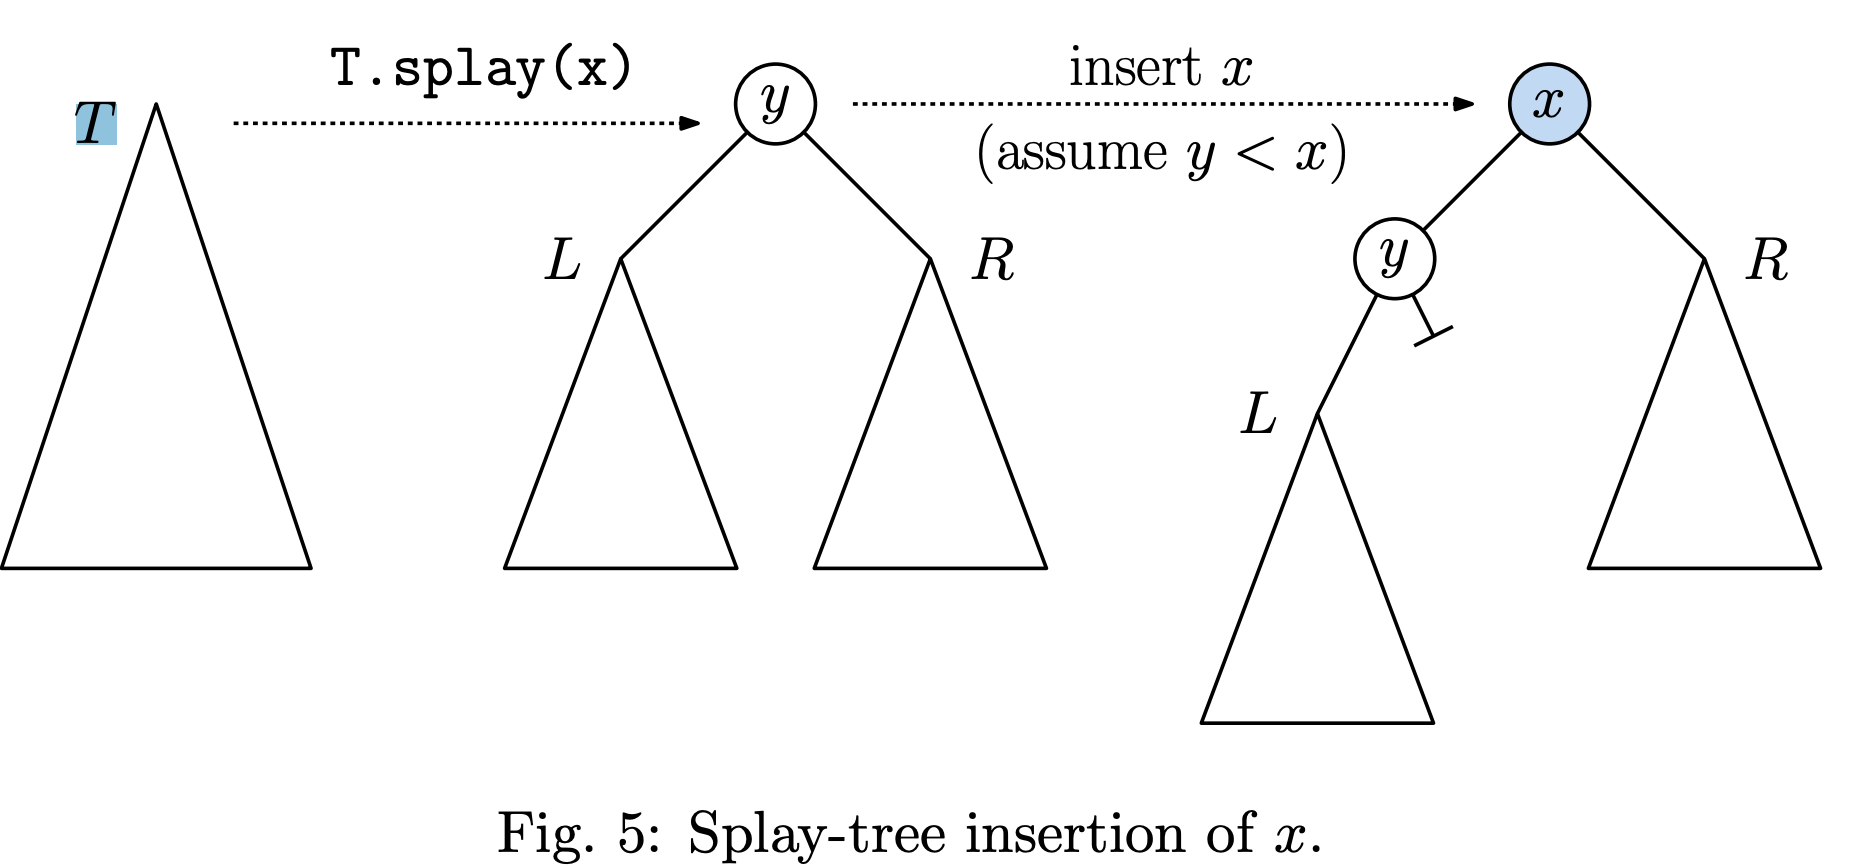 T
T.splay(x)
y
L
R
insert x
(assume y < x)
x
y
L
R
Fig. 5: Splay-tree insertion of x.